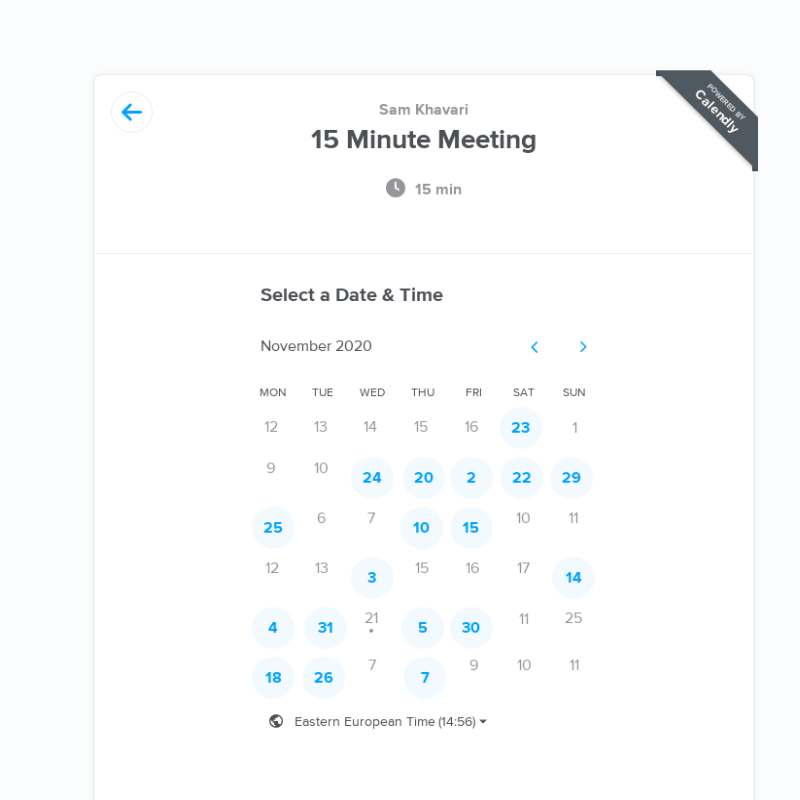 POWERED BY
Calendly
Sam Khavari
15 Minute Meeting
15 min
Select a Date & Time
November 2020
MON TUE WED THU FRI SAT SUN
12 13 14 15 16 23 1
9 10 24 20 2 22 29
25 6 7 10 15 10 11
12 13 3 15 16 17 14
4 31 21 5 30 11 25
18 26 7 7 9 10 11
Eastern European Time (14:56)